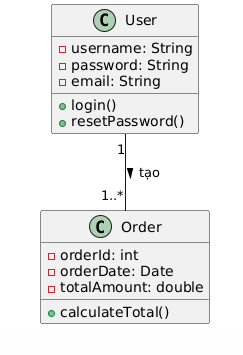 C User
username: String
password: String
email: String
login()
resetPassword()
1
tạo
1..*
C Order
orderId: int
orderDate: Date
totalAmount: double
calculateTotal()